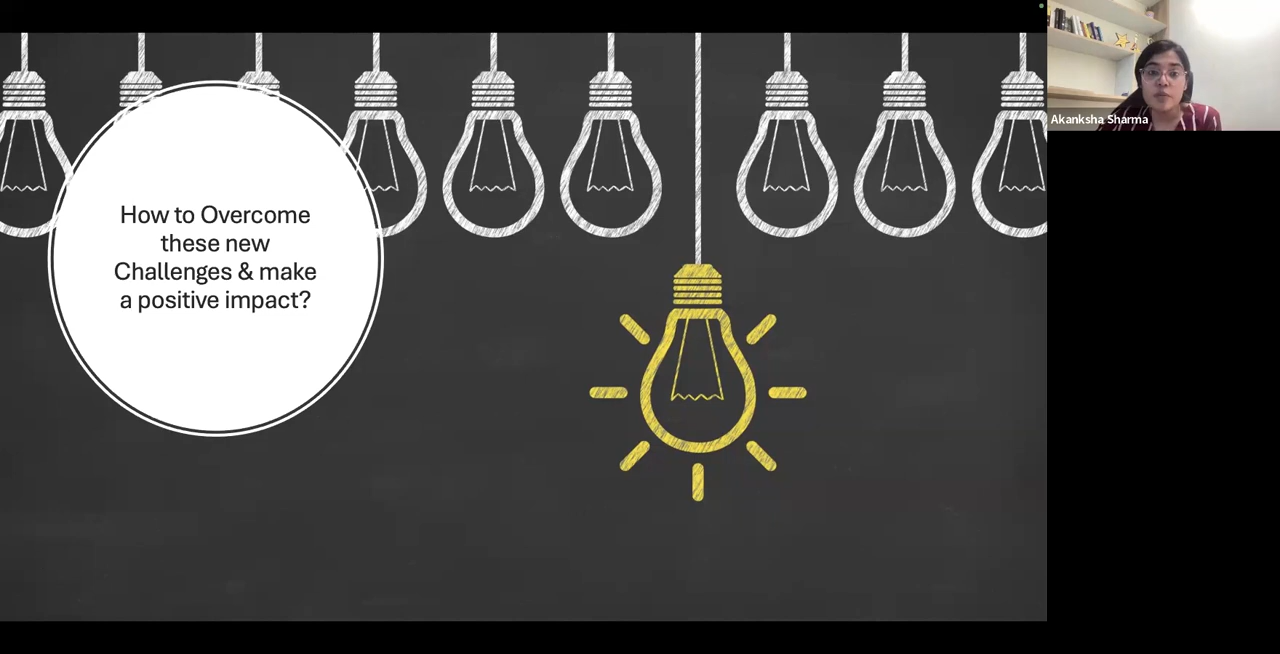 How to Overcome
these new
Challenges & make
a positive impact?
Akanksha Sharma